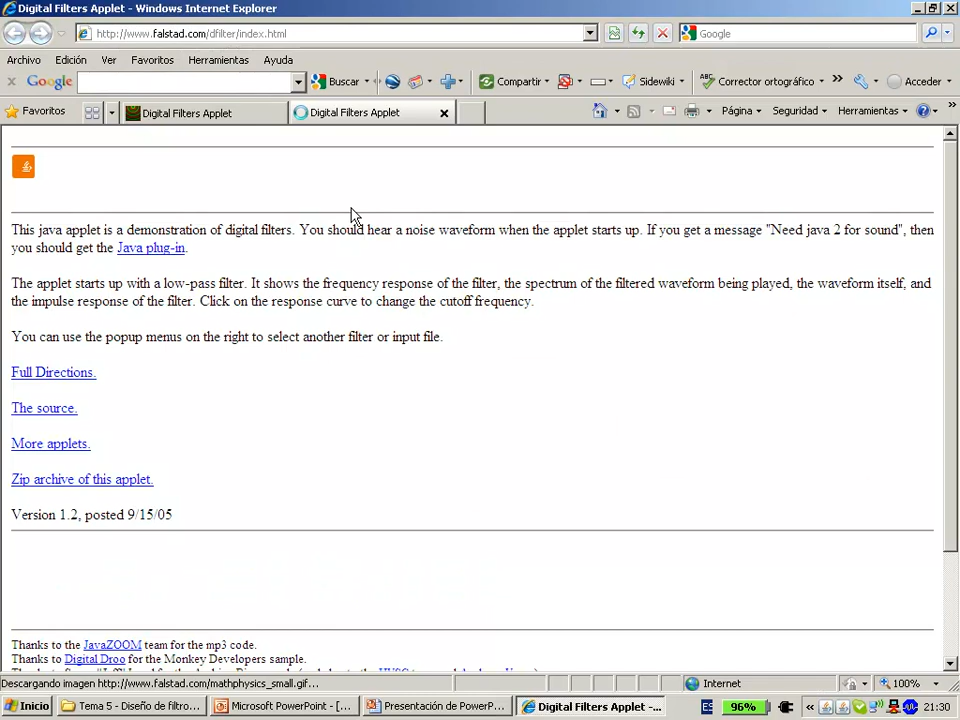 Digital Filters Applet - Windows Internet Explorer
http://www.falstad.com/dfilter/index.html
Google
Archivo Edición Ver Favoritos Herramientas Ayuda
x Google Buscar Compartir Sidewiki Corrector ortográfico Acceder
Favoritos Digital Filters Applet Digital Filters Applet Página Seguridad Herramientas
This java applet is a demonstration of digital filters. You should hear a noise waveform when the applet starts up. If you get a message "Need java 2 for sound", then
you should get the Java plug-in.
The applet starts up with a low-pass filter. It shows the frequency response of the filter, the spectrum of the filtered waveform being played, the waveform itself, and
the impulse response of the filter. Click on the response curve to change the cutoff frequency.
You can use the popup menus on the right to select another filter or input file.
Full Directions.
The source.
More applets.
Zip archive of this applet.
Version 1.2, posted 9/15/05
Thanks to the JavaZOOM team for the mp3 code.
Thanks to Digital Droo for the Monkey Developers sample.
Descargando imagen http://www.falstad.com/mathphysics_small.gif...
Internet 100%
Inicio Tema 5 - Diseño de filtro... Microsoft PowerPoint - [... Presentación de PowerP... Digital Filters Applet -... ES 96% 21:30